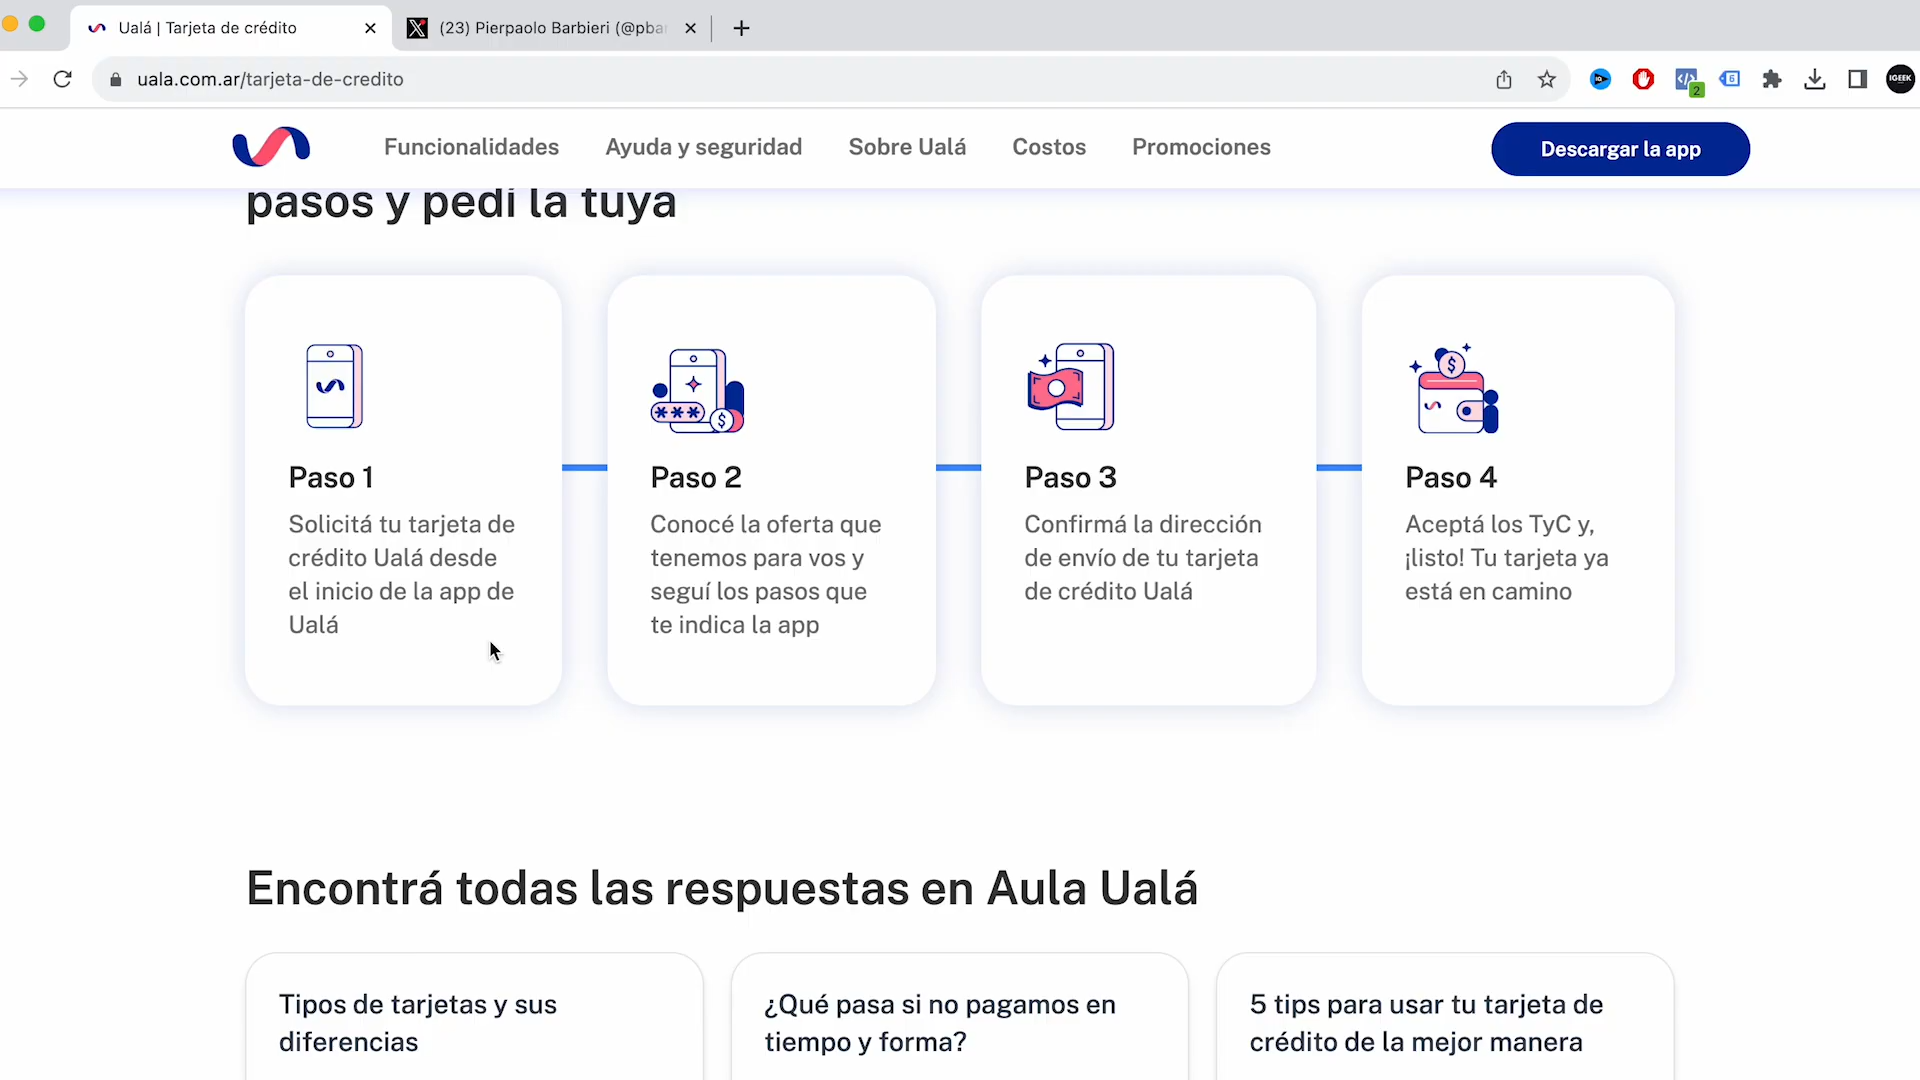 Ualá | Tarjeta de crédito
(23) Pierpaolo Barbieri (@pba
uala.com.ar/tarjeta-de-credito
2
6
IGEEK
Funcionalidades
Ayuda y seguridad
Sobre Ualá
Costos
Promociones
Descargar la app
pasos y pedí la tuya
Paso 1
Solicitá tu tarjeta de
crédito Ualá desde
el inicio de la app de
Ualá
***
$
Paso 2
Conocé la oferta que
tenemos para vos y
seguí los pasos que
te indica la app
Paso 3
Confirmá la dirección
de envío de tu tarjeta
de crédito Ualá
$
Paso 4
Aceptá los TyC y,
¡listo! Tu tarjeta ya
está en camino
Encontrá todas las respuestas en Aula Ualá
Tipos de tarjetas y sus
diferencias
¿Qué pasa si no pagamos en
tiempo y forma?
5 tips para usar tu tarjeta de
crédito de la mejor manera